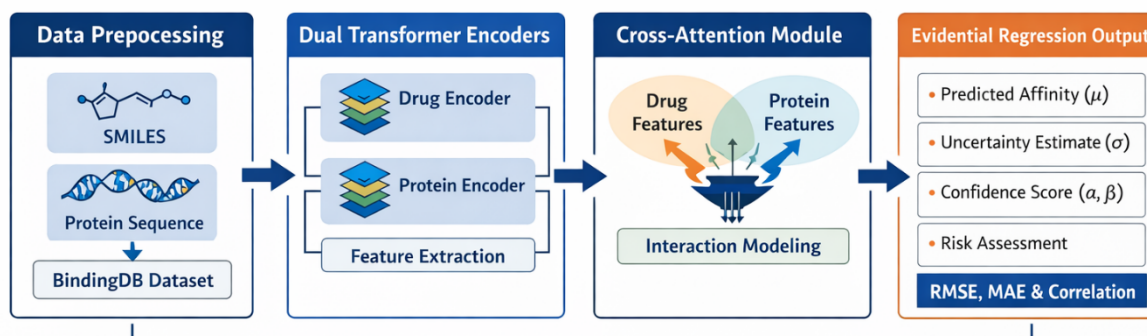 Data Prepocessing
SMILES
Protein Sequence
BindingDB Dataset
Dual Transformer Encoders
Drug Encoder
Protein Encoder
Feature Extraction
Cross-Attention Module
Drug
Features
Protein
Features
Interaction Modeling
Evidential Regression Output
• Predicted Affinity (μ)
• Uncertainty Estimate (σ)
• Confidence Score (α, β)
• Risk Assessment
RMSE, MAE & Correlation